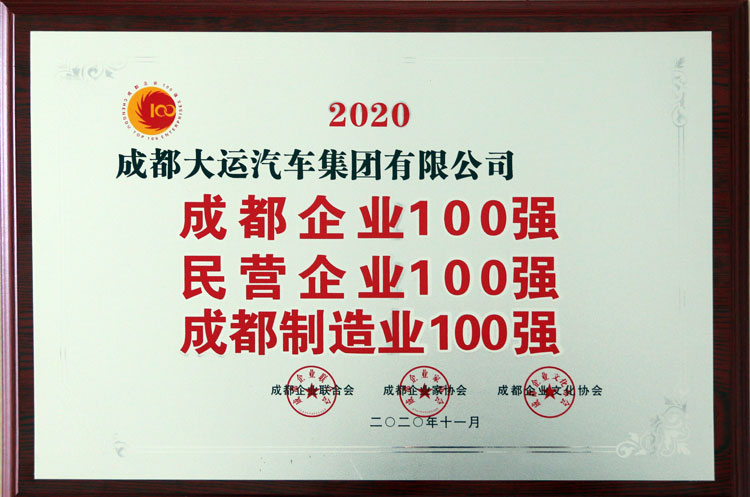 2020
成都大运汽车集团有限公司
成都企业100强
民营企业100强
成都制造业100强
成都企业联合会 成都企业家协会 成都企业文化协会
二〇二〇年十一月
100